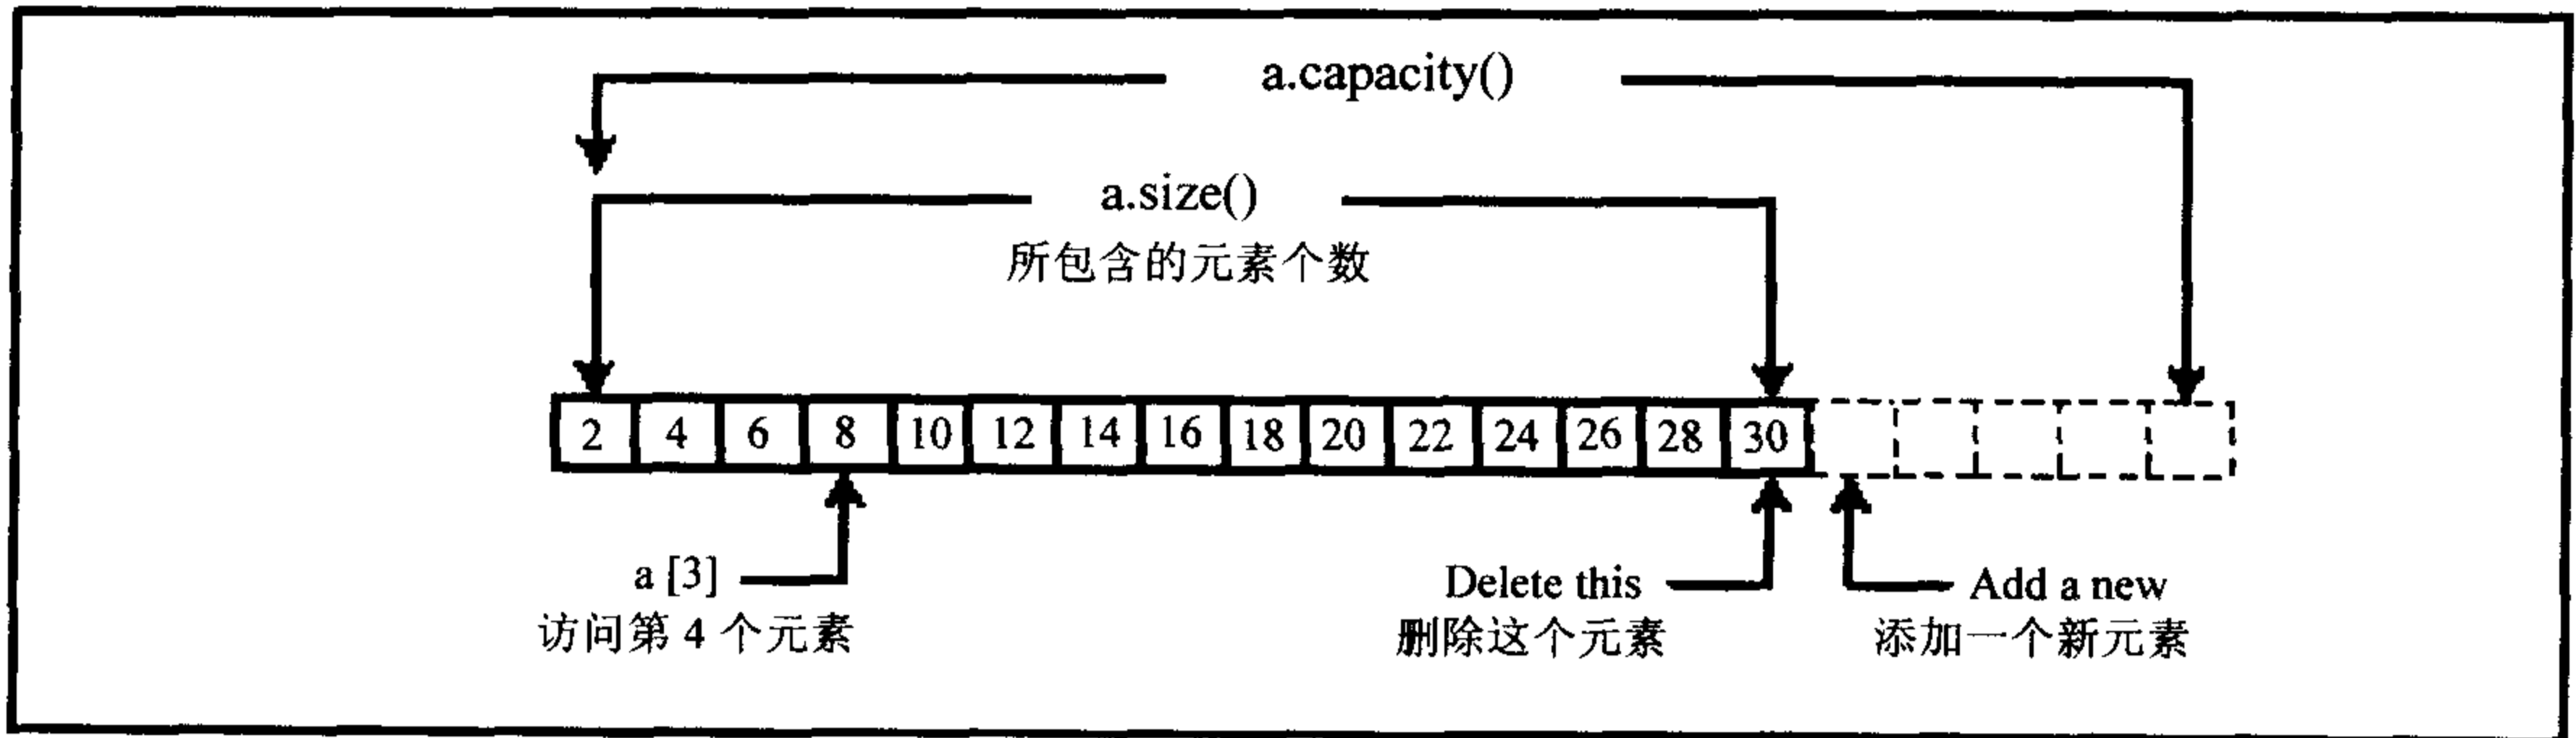 a.capacity()
a.size()
所包含的元素个数
2 4 6 8 10 12 14 16 18 20 22 24 26 28 30
a [3]
访问第 4 个元素
Delete this
删除这个元素
Add a new
添加一个新元素